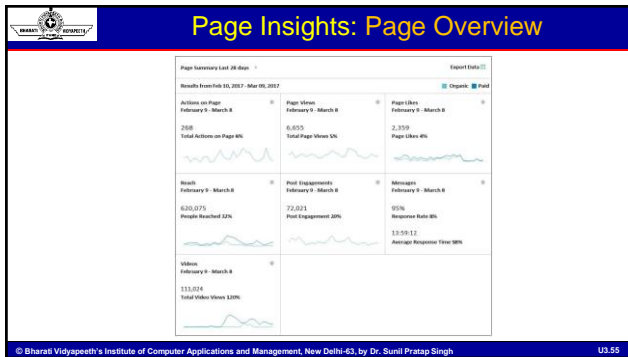 BHARATI VIDYAPEETH
PUNE
Page Insights: Page Overview
Page Summary Last 28 days
Export Data
Results from Feb 10, 2017 - Mar 09, 2017
Organic Paid
Actions on Page
February 9 - March 8
268
Total Actions on Page 6%
Page Views
February 9 - March 8
6,655
Total Page Views 5%
Page Likes
February 9 - March 8
2,359
Page Likes 4%
Reach
February 9 - March 8
620,075
People Reached 22%
Post Engagements
February 9 - March 8
72,021
Post Engagement 20%
Messages
February 9 - March 8
95%
Response Rate 8%
13:59:12
Average Response Time 98%
Videos
February 9 - March 8
111,024
Total Video Views 120%
© Bharati Vidyapeeth's Institute of Computer Applications and Management, New Delhi-63, by Dr. Sunil Pratap Singh
U3.55